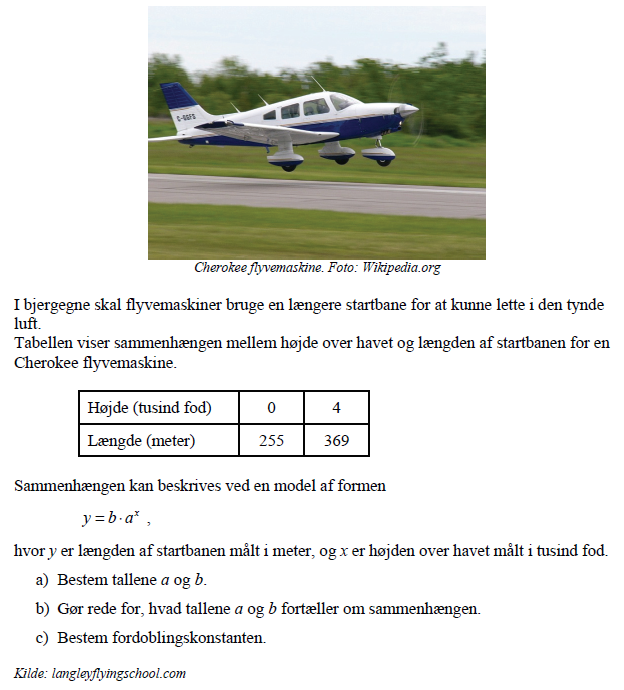 Cherokee flyvemaskine. Foto: Wikipedia.org
I bjergegne skal flyvemaskiner bruge en længere startbane for at kunne lette i den tynde
luft.
Tabellen viser sammenhængen mellem højde over havet og længden af startbanen for en
Cherokee flyvemaskine.
Højde (tusind fod) 0 4
Længde (meter) 255 369
Sammenhængen kan beskrives ved en model af formen
y = b · aˣ ,
hvor y er længden af startbanen målt i meter, og x er højden over havet målt i tusind fod.
a) Bestem tallene a og b.
b) Gør rede for, hvad tallene a og b fortæller om sammenhængen.
c) Bestem fordoblingskonstanten.
Kilde: langleyflyingschool.com